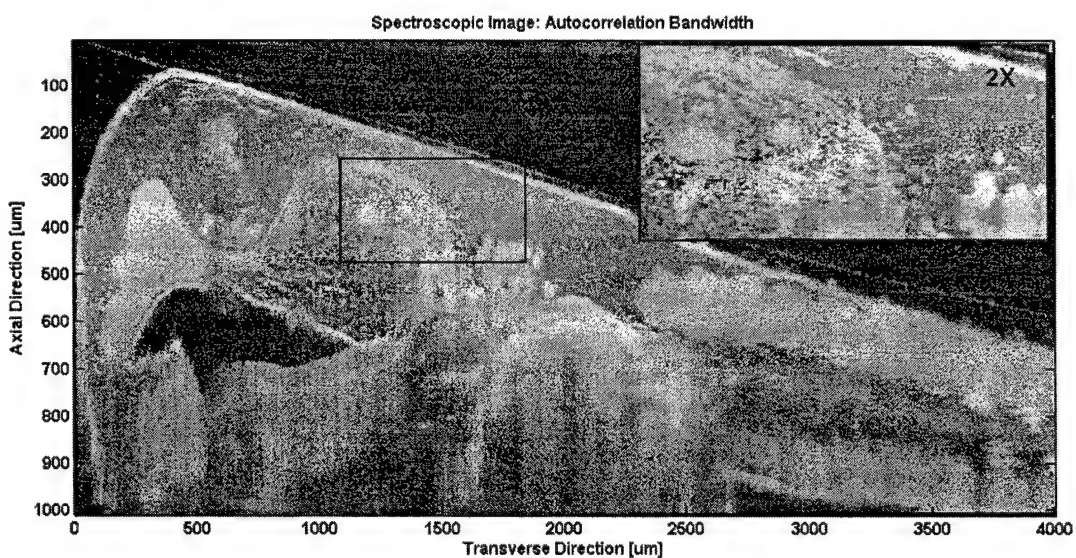 Spectroscopic Image: Autocorrelation Bandwidth
2X
100
200
300
400
500
600
700
800
900
1000
Axial Direction [um]
0 500 1000 1500 2000 2500 3000 3500 4000
Transverse Direction [um]